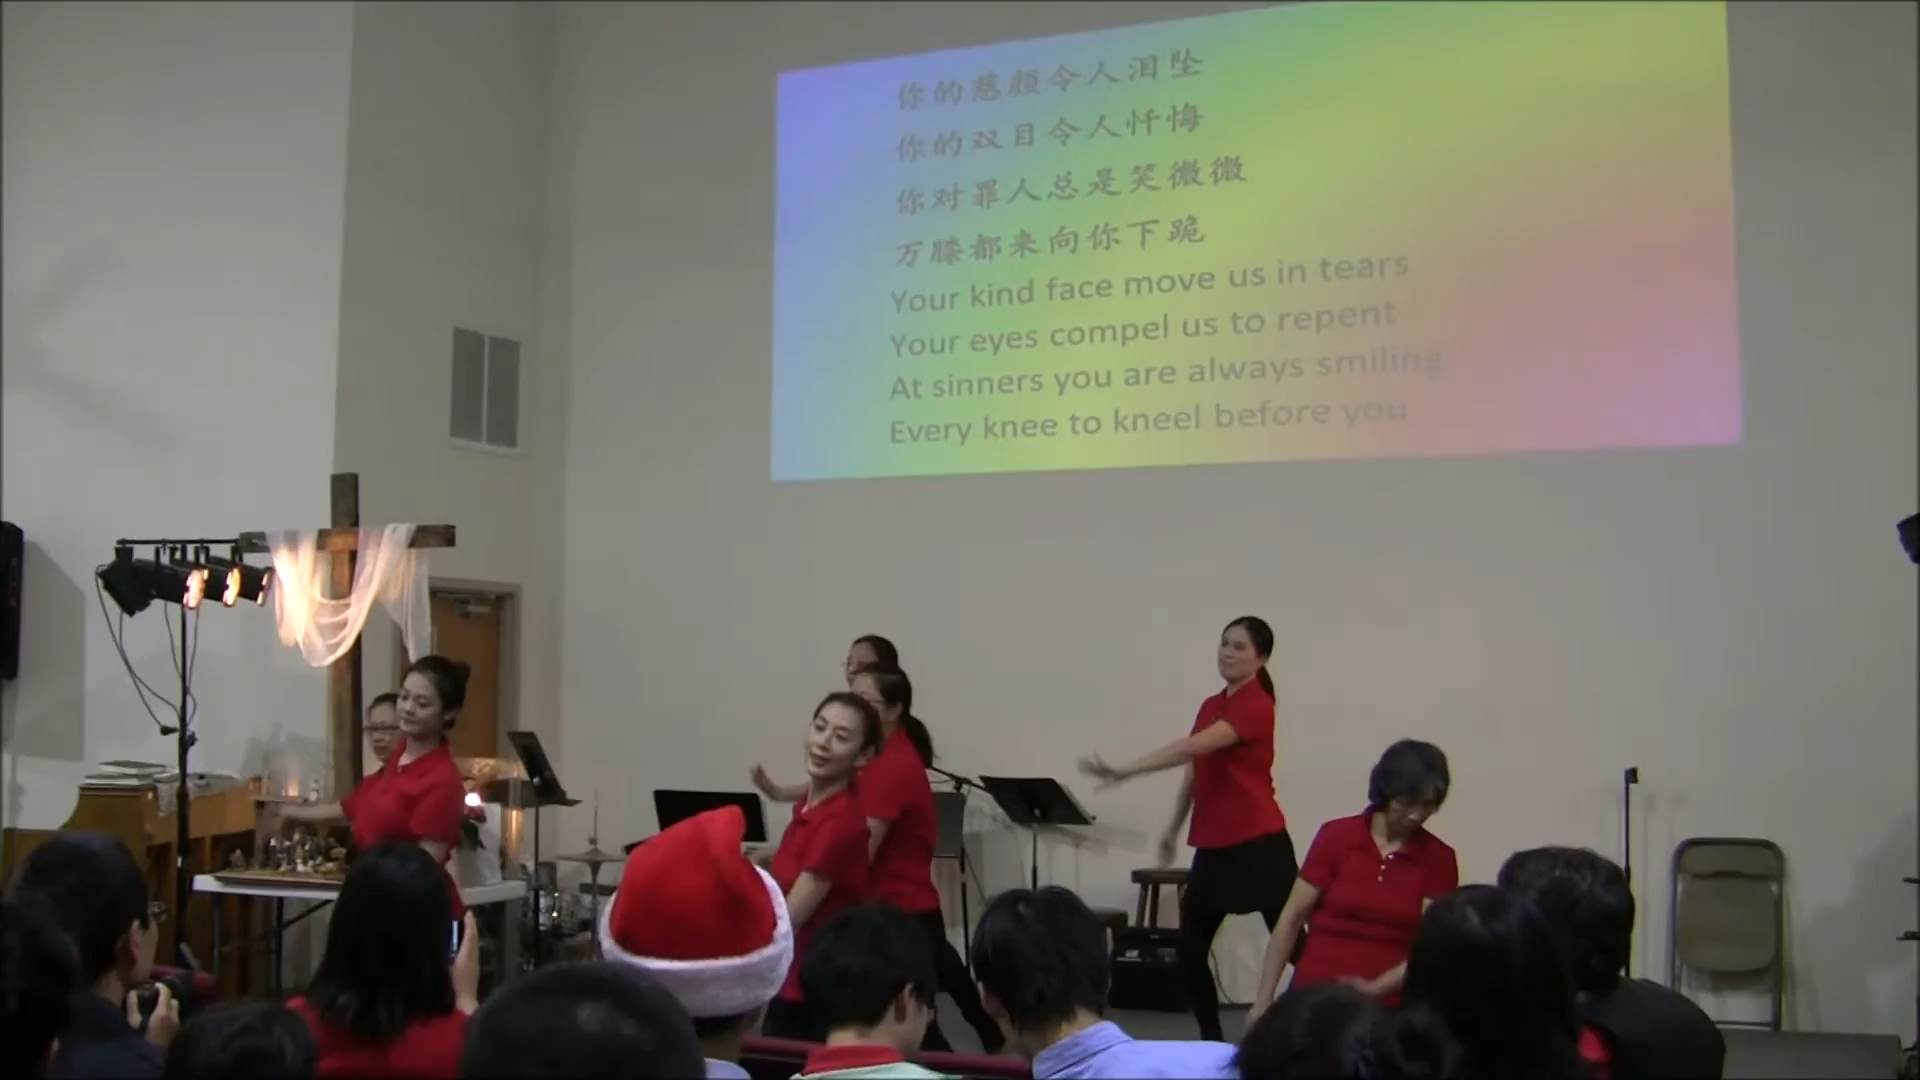 你的慈颜令人泪坠
你的双目令人忏悔
你对罪人总是笑微微
万膝都来向你下跪
Your kind face move us in tears
Your eyes compel us to repent
At sinners you are always smiling
Every knee to kneel before you